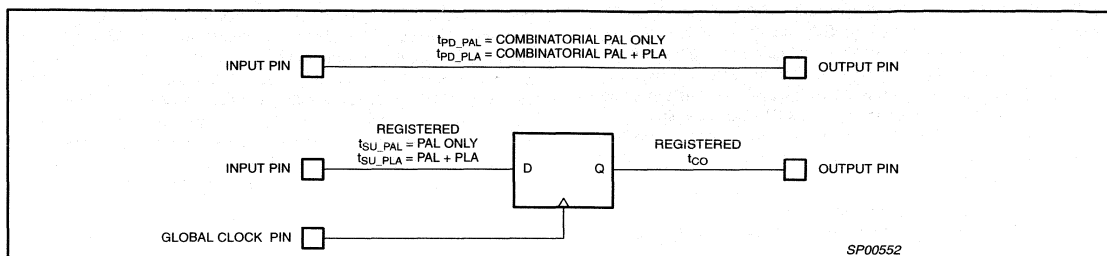 tPD_PAL = COMBINATORIAL PAL ONLY
tPD_PLA = COMBINATORIAL PAL + PLA
INPUT PIN
OUTPUT PIN
REGISTERED
tSU_PAL = PAL ONLY
tSU_PLA = PAL + PLA
REGISTERED
tCO
INPUT PIN
D
Q
OUTPUT PIN
GLOBAL CLOCK PIN
SP00552